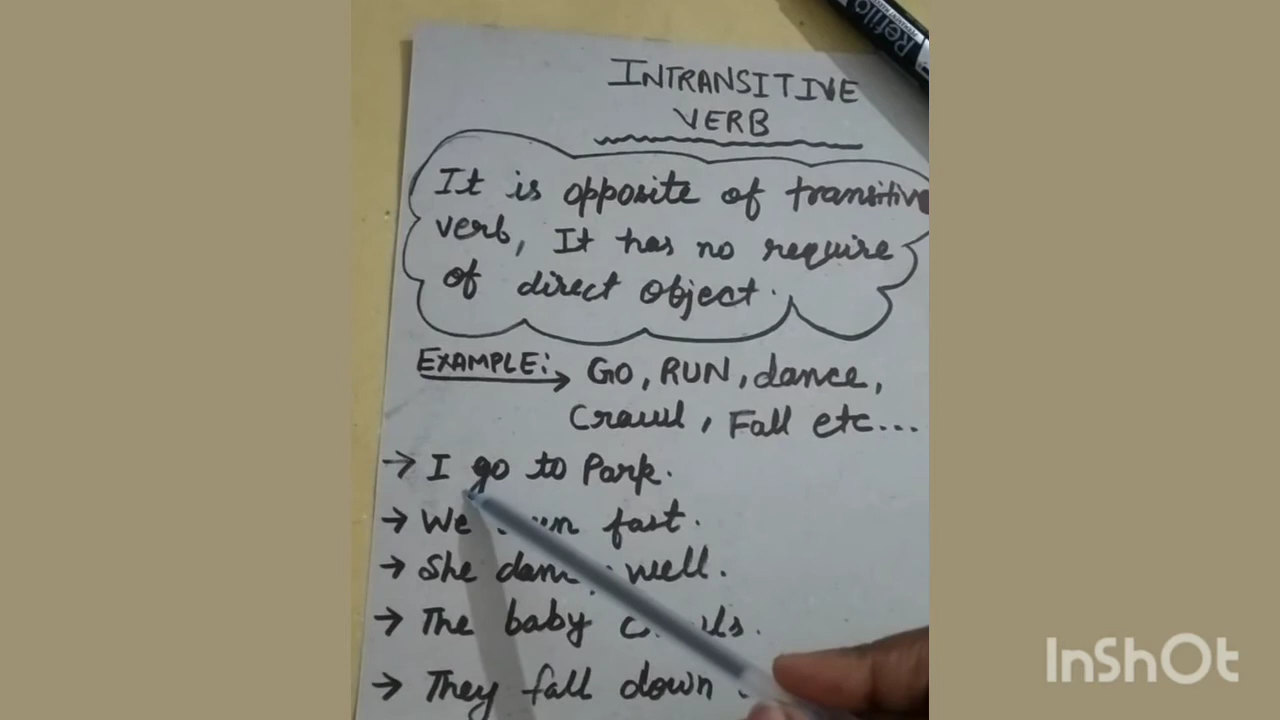 Refilo
INTRANSITIVE
VERB
It is opposite of transitive
verb, It has no require
of direct object.
EXAMPLE: GO, RUN, dance,
Crawl, Fall etc...
→ I go to Park.
→ We fast.
→ She well.
→ The baby
→ They fall down
InShOt